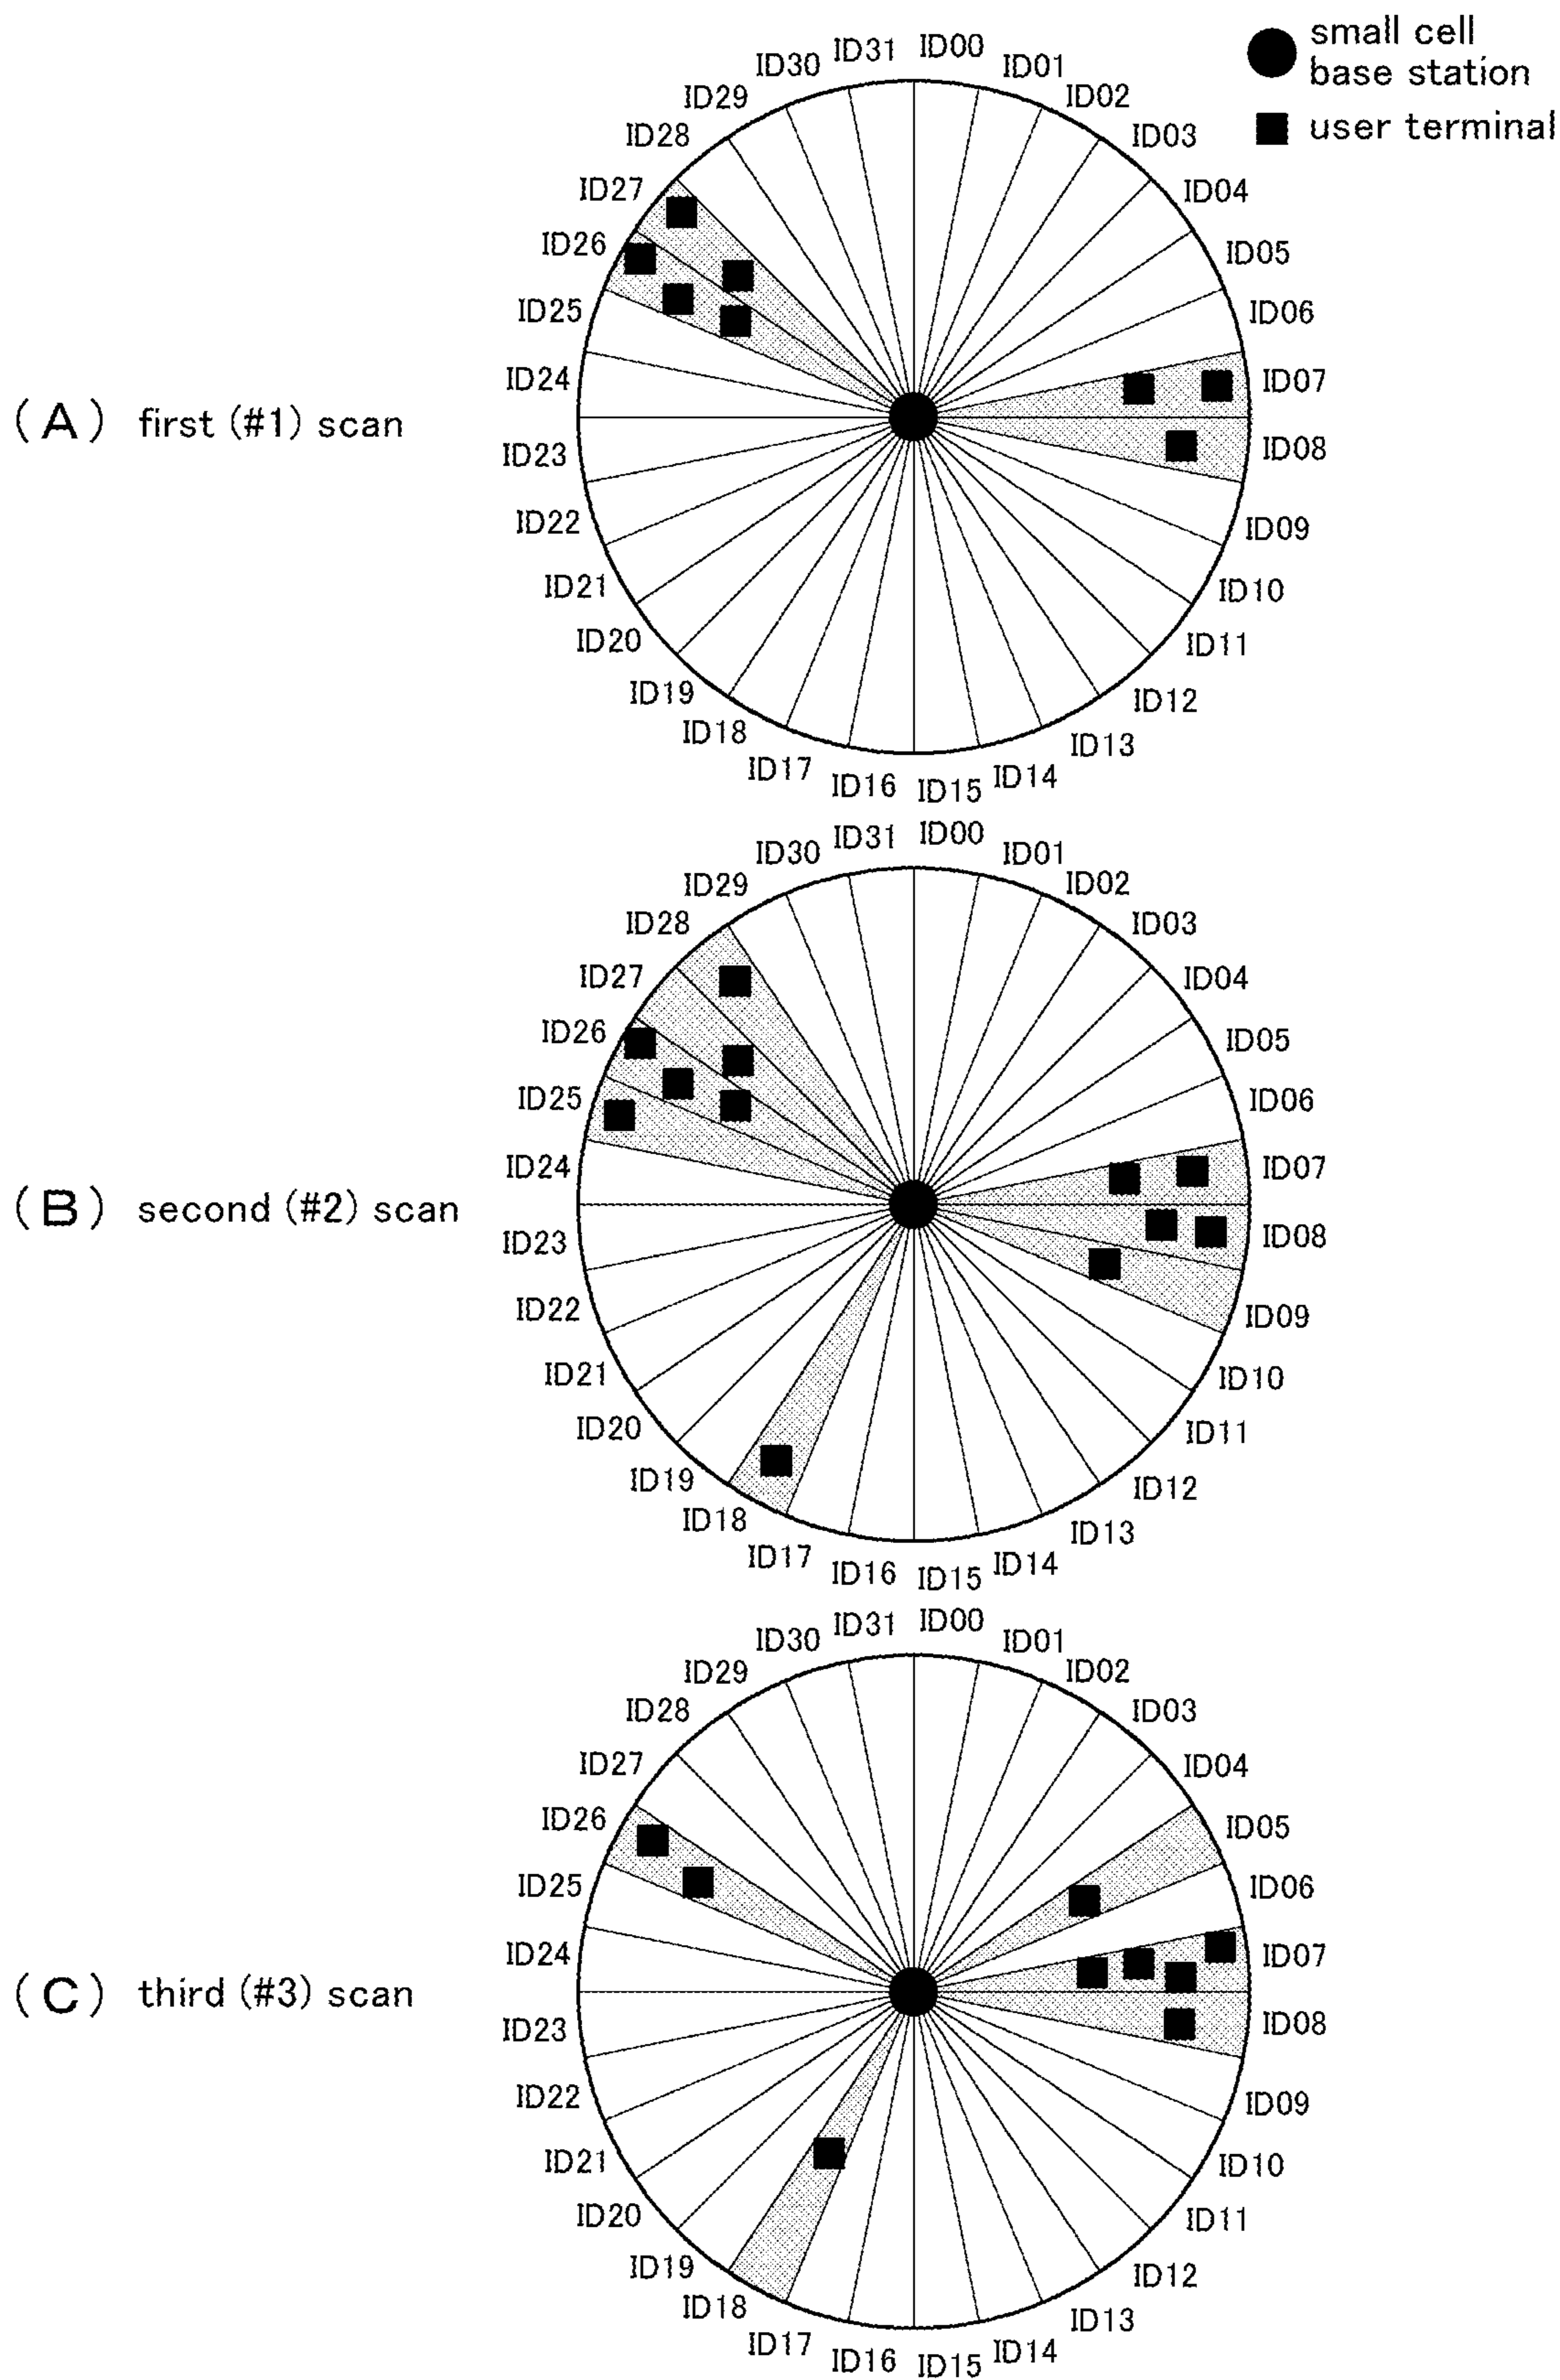 small cell
base station
user terminal
(A) first (#1) scan
ID00
ID01
ID02
ID03
ID04
ID05
ID06
ID07
ID08
ID09
ID10
ID11
ID12
ID13
ID14
ID15
ID16
ID17
ID18
ID19
ID20
ID21
ID22
ID23
ID24
ID25
ID26
ID27
ID28
ID29
ID30
ID31
(B) second (#2) scan
ID00
ID01
ID02
ID03
ID04
ID05
ID06
ID07
ID08
ID09
ID10
ID11
ID12
ID13
ID14
ID15
ID16
ID17
ID18
ID19
ID20
ID21
ID22
ID23
ID24
ID25
ID26
ID27
ID28
ID29
ID30
ID31
(C) third (#3) scan
ID00
ID01
ID02
ID03
ID04
ID05
ID06
ID07
ID08
ID09
ID10
ID11
ID12
ID13
ID14
ID15
ID16
ID17
ID18
ID19
ID20
ID21
ID22
ID23
ID24
ID25
ID26
ID27
ID28
ID29
ID30
ID31